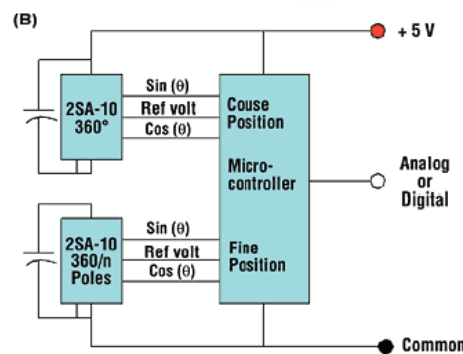 (B)
+ 5 V
2SA-10
360°
Sin (θ)
Ref volt
Cos (θ)
Couse
Position
Micro-
controller
Analog
or
Digital
2SA-10
360/n
Poles
Sin (θ)
Ref volt
Cos (θ)
Fine
Position
Common